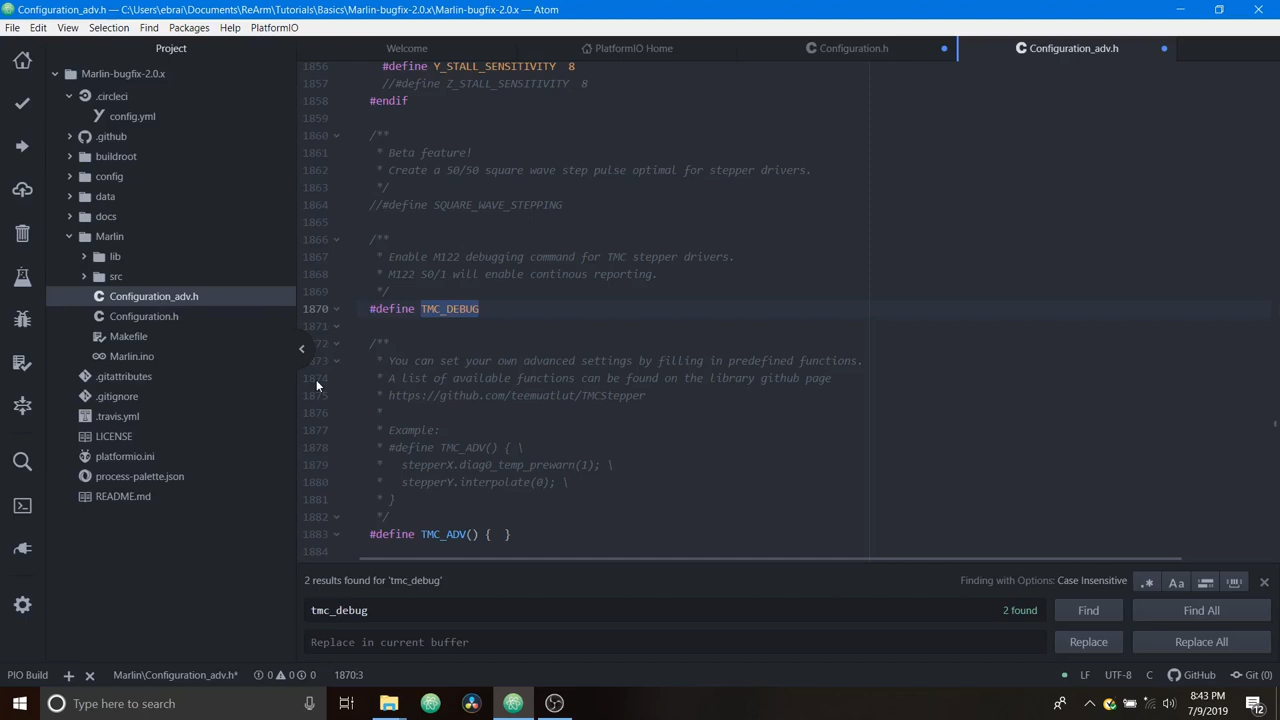 Configuration_adv.h — C:\Users\ebrai\Documents\ReArm\Tutorials\Basics\Marlin-bugfix-2.0.x\Marlin-bugfix-2.0.x — Atom
File Edit View Selection Find Packages Help PlatformIO
Project
Welcome
PlatformIO Home
Configuration.h
Configuration_adv.h
Marlin-bugfix-2.0.x
.circleci
config.yml
.github
buildroot
config
data
docs
Marlin
lib
src
Configuration_adv.h
Configuration.h
Makefile
Marlin.ino
.gitattributes
.gitignore
.travis.yml
LICENSE
platformio.ini
process-palette.json
README.md
1856 #define Y_STALL_SENSITIVITY 8
1857 //#define Z_STALL_SENSITIVITY 8
1858 #endif
1859
1860 /**
1861 * Beta feature!
1862 * Create a 50/50 square wave step pulse optimal for stepper drivers.
1863 */
1864 //#define SQUARE_WAVE_STEPPING
1865
1866 /**
1867 * Enable M122 debugging command for TMC stepper drivers.
1868 * M122 S0/1 will enable continous reporting.
1869 */
1870 #define TMC_DEBUG
1871
1872 /**
1873 * You can set your own advanced settings by filling in predefined functions.
1874 * A list of available functions can be found on the library github page
1875 * https://github.com/teemuatlut/TMCStepper
1876 *
1877 * Example:
1878 * #define TMC_ADV() { \
1879 * stepperX.diag0_temp_prewarn(1); \
1880 * stepperY.interpolate(0); \
1881 * }
1882 */
1883 #define TMC_ADV() { }
1884
2 results found for 'tmc_debug'
Finding with Options: Case Insensitive
.* Aa
tmc_debug
2 found
Find
Find All
Replace in current buffer
Replace
Replace All
PIO Build
Marlin\Configuration_adv.h*
0 0 0
1870:3
LF UTF-8 C GitHub Git (0)
Type here to search
8:43 PM
7/9/2019
12